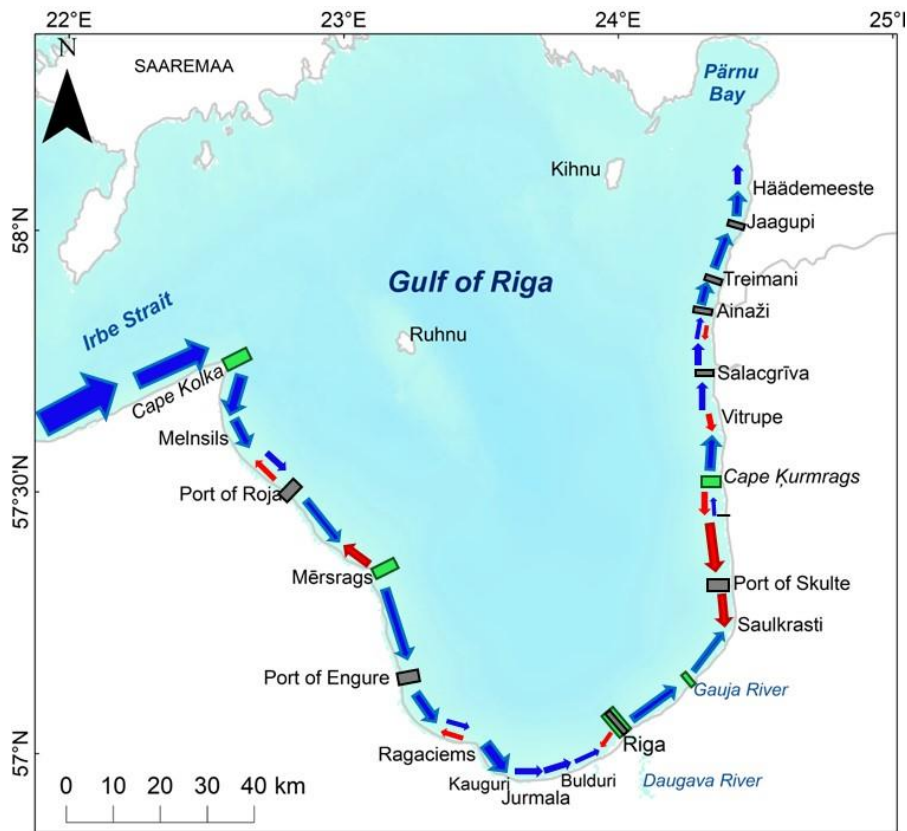 22°E
23°E
24°E
25°E
N
SAAREMAA
Pärnu
Bay
Kihnu
Häädemeeste
58°N
Jaagupi
Gulf of Riga
Treimani
Irbe Strait
Ainaži
Ruhnu
Cape Kolka
Salacgrīva
Melnsils
Vitrupe
57°30'N
Port of Roja
Cape Ķurmrags
Mērsrags
Port of Skulte
Saulkrasti
Port of Engure
Gauja River
Ragaciems
Riga
57°N
Kauguri
Bulduri
Jurmala
Daugava River
0 10 20 30 40 km